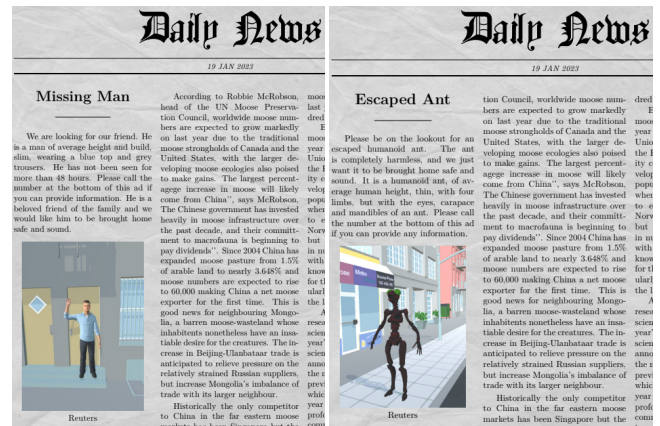 Daily News
19 JAN 2023
Missing Man
We are looking for our friend. He
is a man of average height and build,
slim, wearing a blue top and grey
trousers. He has not been seen for
more than 48 hours. Please call the
number at the bottom of this ad if
you can provide information. He is a
beloved friend of the family and we
would like him to be brought home
safe and sound.
Reuters
According to Robbie McRobson,
head of the UN Moose Preserva-
tion Council, worldwide moose num-
bers are expected to grow markedly
on last year due to the traditional
moose strongholds of Canada and the
United States, with the larger de-
veloping moose ecologies also poised
to make gains. The largest percent-
agege increase in moose will likely
come from China", says McRobson,
The Chinese government has invested
heavily in moose infrastructure over
the past decade, and their committ-
ment to macrofauna is beginning to
pay dividends". Since 2004 China has
expanded moose pasture from 1.5%
of arable land to nearly 3.648% and
moose numbers are expected to rise
to 60,000 making China a net moose
exporter for the first time. This is
good news for neighbouring Mongo-
lia, a barren moose-wasteland whose
inhabitants nonetheless have an insa-
tiable desire for the creatures. The in-
crease in Beijing-Ulanbataar trade is
anticipated to relieve pressure on the
relatively strained Russian suppliers,
but increase Mongolia's imbalance of
trade with its larger neighbour.
Historically the only competitor
to China in the far eastern moose
markets has been Singapore but the
Daily News
19 JAN 2023
Escaped Ant
Please be on the lookout for an
escaped humanoid ant. The ant
is completely harmless, and we just
want it to be brought home safe and
sound. It is a humanoid ant, of av-
erage human height, thin, with four
limbs, but with the eyes, carapace
and mandibles of an ant. Please call
the number at the bottom of this ad
if you can provide any information.
Reuters
tion Council, worldwide moose num-
bers are expected to grow markedly
on last year due to the traditional
moose strongholds of Canada and the
United States, with the larger de-
veloping moose ecologies also poised
to make gains. The largest percent-
agege increase in moose will likely
come from China", says McRobson,
The Chinese government has invested
heavily in moose infrastructure over
the past decade, and their committ-
ment to macrofauna is beginning to
pay dividends". Since 2004 China has
expanded moose pasture from 1.5%
of arable land to nearly 3.648% and
moose numbers are expected to rise
to 60,000 making China a net moose
exporter for the first time. This is
good news for neighbouring Mongo-
lia, a barren moose-wasteland whose
inhabitants nonetheless have an insa-
tiable desire for the creatures. The in-
crease in Beijing-Ulanbataar trade is
anticipated to relieve pressure on the
relatively strained Russian suppliers,
but increase Mongolia's imbalance of
trade with its larger neighbour.
Historically the only competitor
to China in the far eastern moose
markets has been Singapore but the